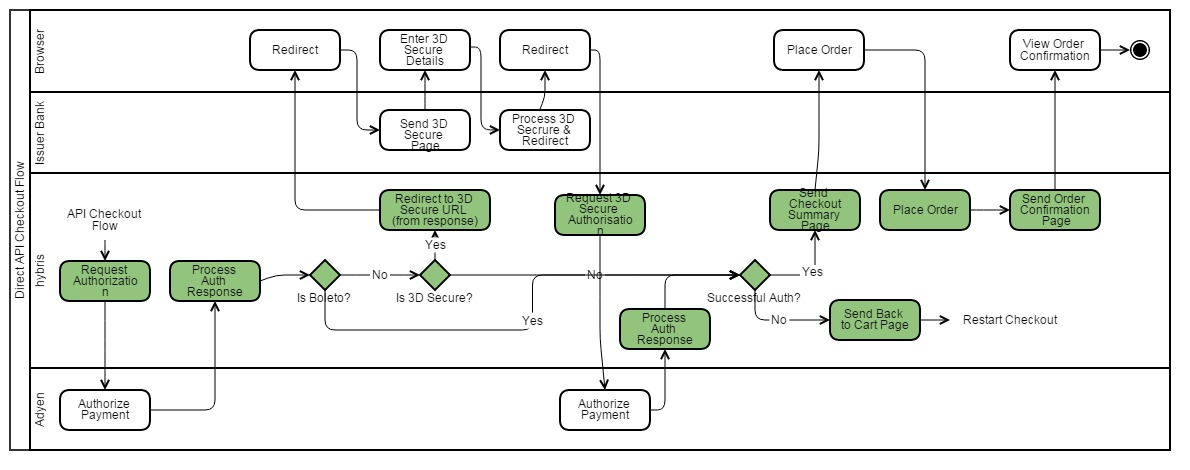 Direct API Checkout Flow
Browser
Redirect
Enter 3D
Secure
Details
Redirect
Place Order
View Order
Confirmation
Issuer Bank
Send 3D
Secure
Page
Process 3D
Secrure &
Redirect
hybris
API Checkout
Flow
Request
Authorizatio
n
Process
Auth
Response
Is Boleto?
No
Yes
Redirect to 3D
Secure URL
(from response)
Yes
Is 3D Secure?
No
Request 3D
Secure
Authorisatio
n
Process
Auth
Response
Successful Auth?
Yes
No
Send
Checkout
Summary
Page
Place Order
Send Order
Confirmation
Page
Send Back
to Cart Page
Restart Checkout
Adyen
Authorize
Payment
Authorize
Payment